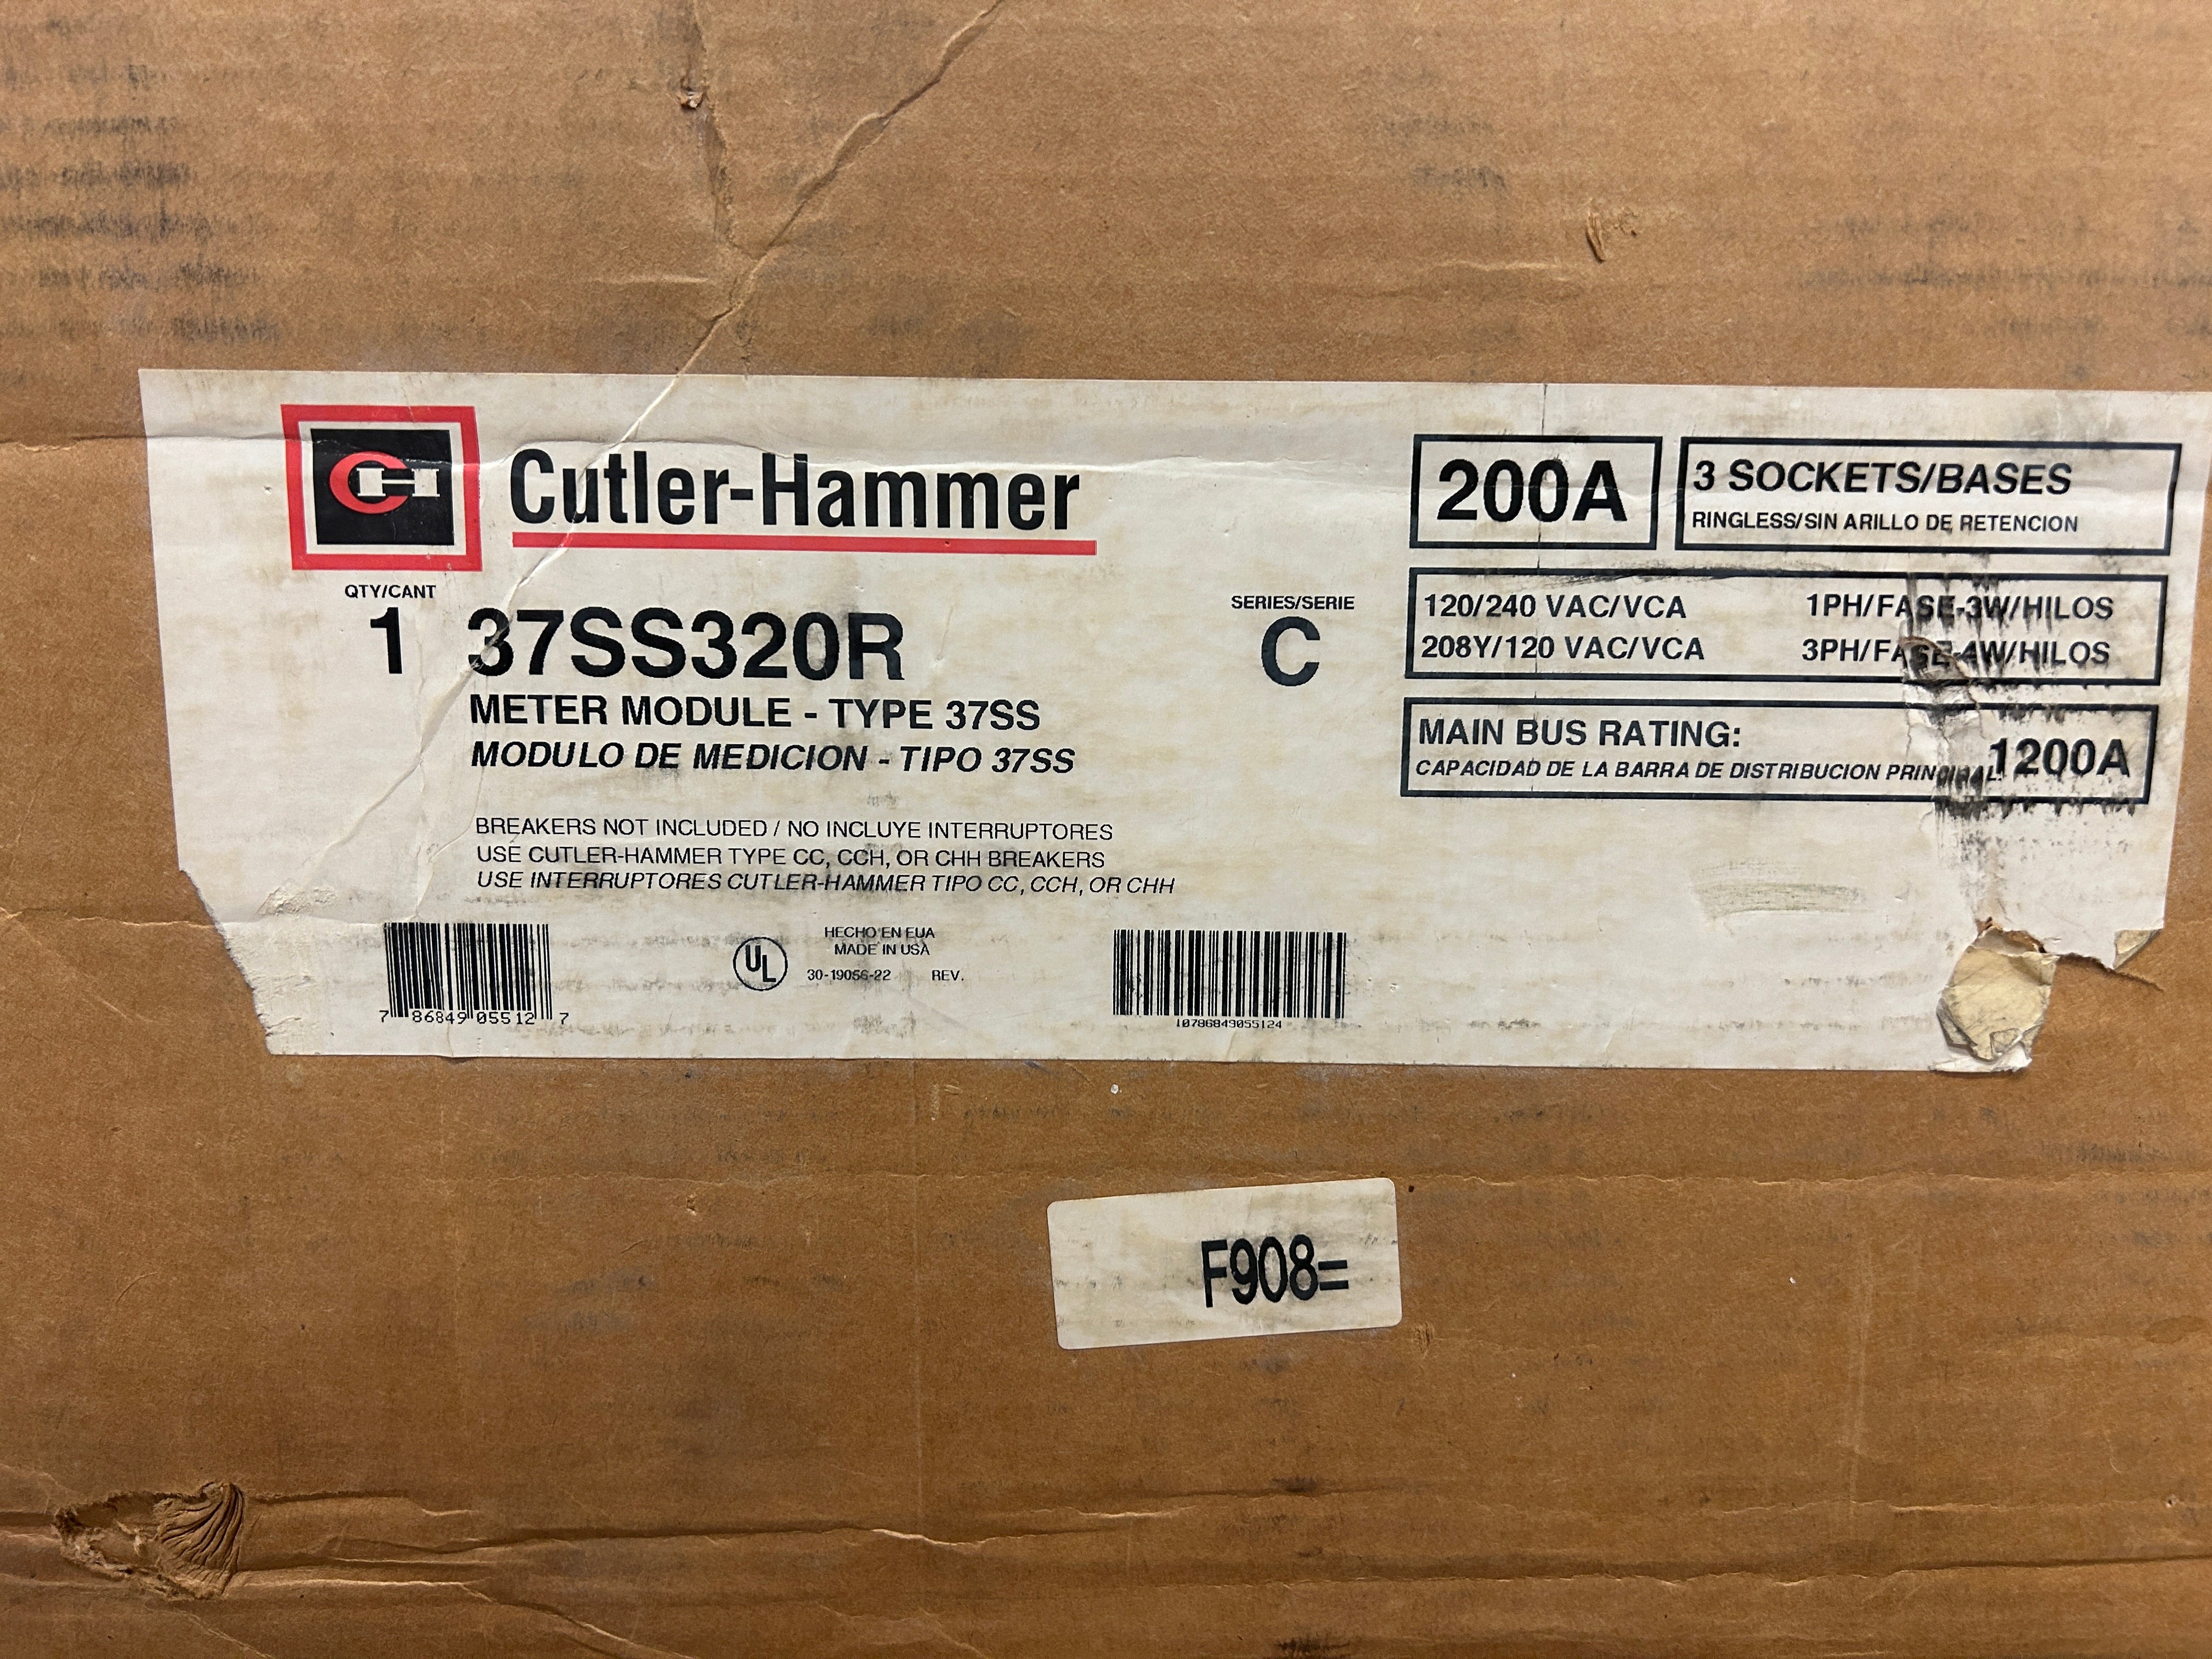 CH
Cutler-Hammer
QTY/CANT
1 37SS320R
SERIES/SERIE
C
METER MODULE - TYPE 37SS
MODULO DE MEDICION - TIPO 37SS
BREAKERS NOT INCLUDED / NO INCLUYE INTERRUPTORES
USE CUTLER-HAMMER TYPE CC, CCH, OR CHH BREAKERS
USE INTERRUPTORES CUTLER-HAMMER TIPO CC, CCH, OR CHH
200A
3 SOCKETS/BASES
RINGLESS/SIN ARILLO DE RETENCION
120/240 VAC/VCA 1PH/FASE-3W/HILOS
208Y/120 VAC/VCA 3PH/FASE-4W/HILOS
MAIN BUS RATING:
CAPACIDAD DE LA BARRA DE DISTRIBUCION PRINCIPAL: 1200A
7 86849 05512 7
UL
HECHO EN EUA
MADE IN USA
30-19056-22 REV.
10786849055124
F908=